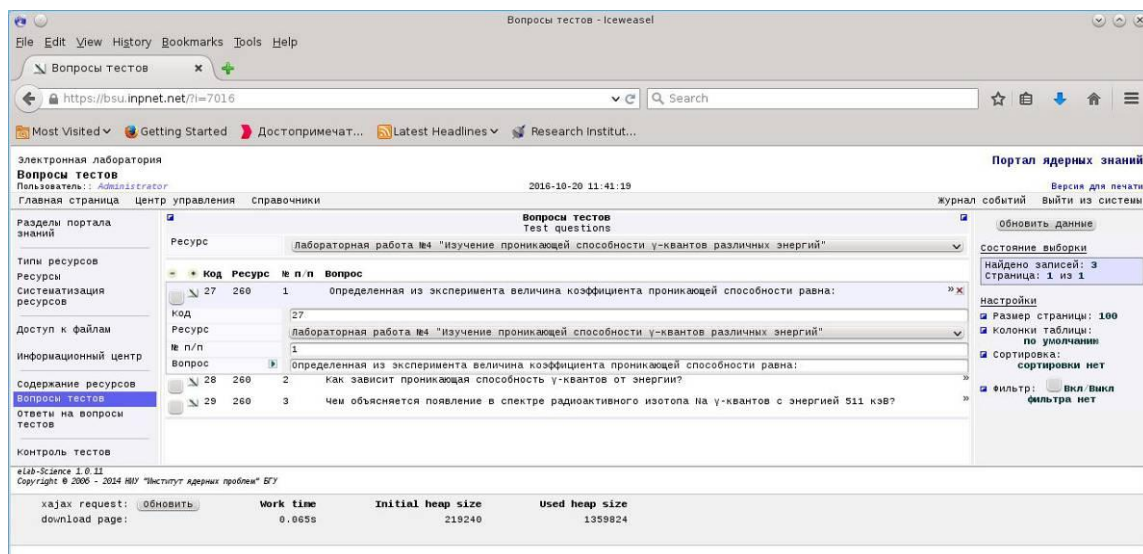 Вопросы тестов - Iceweasel
File Edit View History Bookmarks Tools Help
Вопросы тестов
https://bsu.inpnet.net/?i=7016
Search
Most Visited Getting Started Достопримечат... Latest Headlines Research Institut...
Электронная лаборатория
Портал ядерных знаний
Вопросы тестов
Пользователь:: Administrator
2016-10-20 11:41:19
Версия для печати
Главная страница Центр управления Справочники
Журнал событий Выйти из системы
Разделы портала знаний
Типы ресурсов
Ресурсы
Систематизация ресурсов
Доступ к файлам
Информационный центр
Содержание ресурсов
Вопросы тестов
Ответы на вопросы тестов
Контроль тестов
Вопросы тестов
Test questions
Ресурс Лабораторная работа №4 "Изучение проникающей способности γ-квантов различных энергий"
Код Ресурс № п/п Вопрос
27 260 1 Определенная из эксперимента величина коэффициента проникающей способности равна:
Код 27
Ресурс Лабораторная работа №4 "Изучение проникающей способности γ-квантов различных энергий"
№ п/п 1
Вопрос Определенная из эксперимента величина коэффициента проникающей способности равна:
28 260 2 Как зависит проникающая способность γ-квантов от энергии?
29 260 3 Чем объясняется появление в спектре радиоактивного изотопа Na γ-квантов с энергией 511 кэВ?
Обновить данные
Состояние выборки
Найдено записей: 3
Страница: 1 из 1
Настройки
Размер страницы: 100
Колонки таблицы:
по умолчанию
Сортировка:
сортировки нет
Фильтр: Вкл/Выкл
фильтра нет
eLab-Science 1.0.11
Copyright © 2006 - 2014 НИУ "Институт ядерных проблем" БГУ
xajax request: Обновить Work time Initial heap size Used heap size
download page: 0.065s 219240 1359824